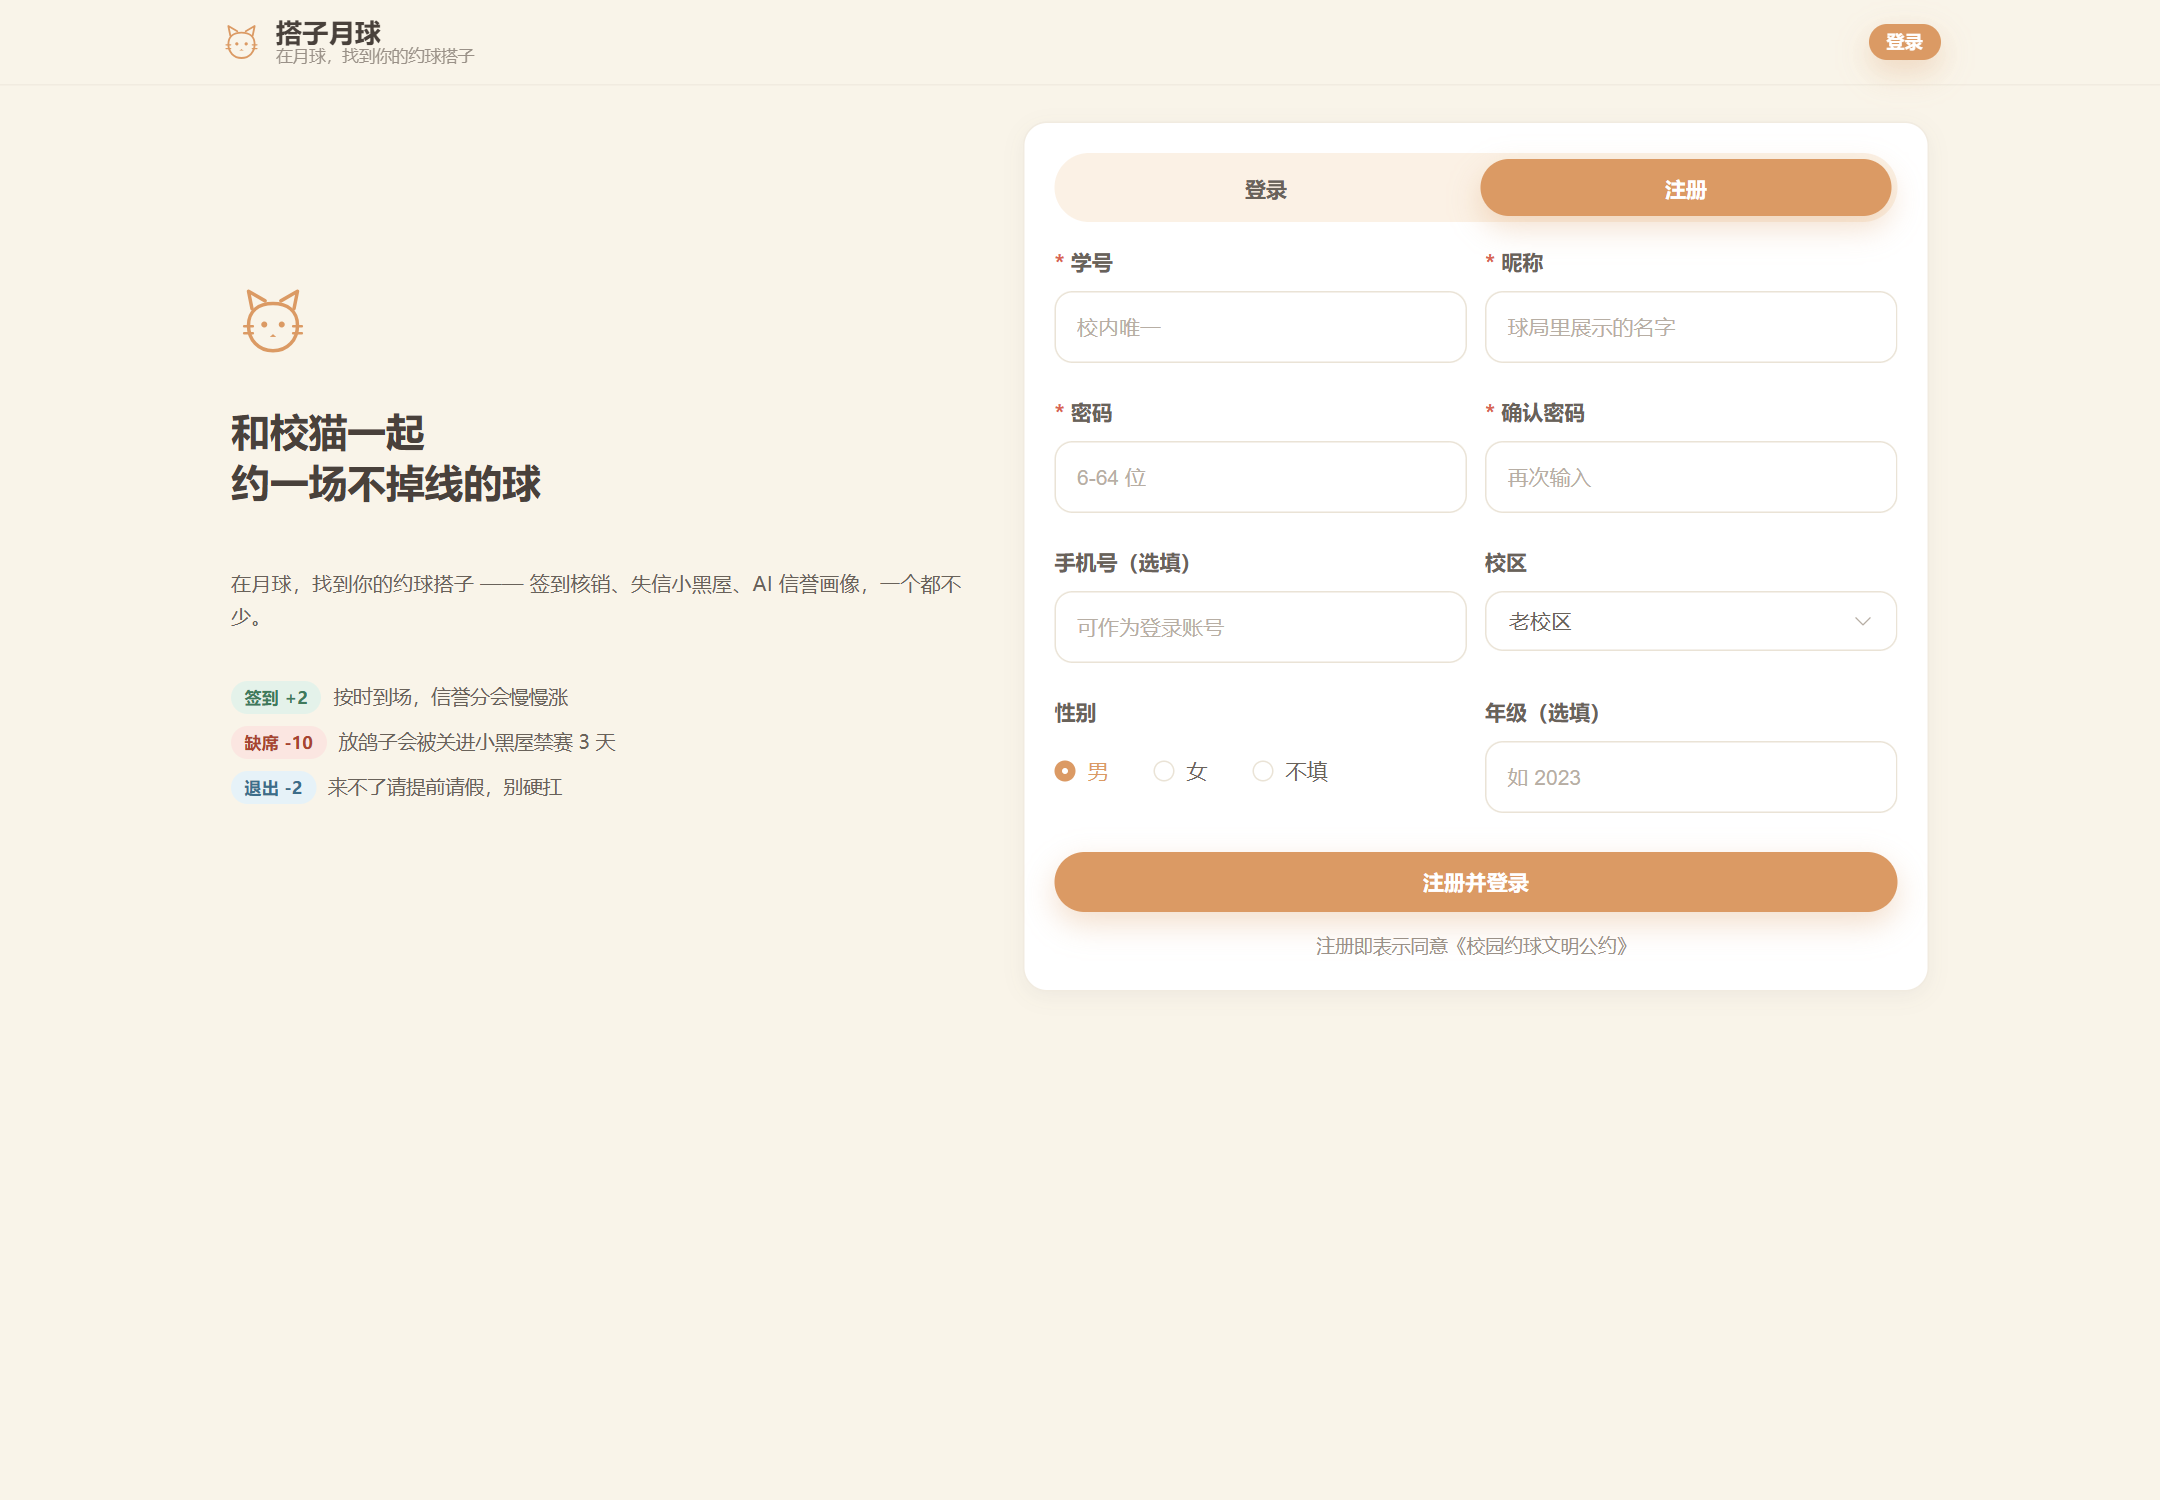 搭子月球
在月球，找到你的约球搭子
登录
和校猫一起
约一场不掉线的球
在月球，找到你的约球搭子 —— 签到核销、失信小黑屋、AI 信誉画像，一个都不
少。
签到 +2 按时到场，信誉分会慢慢涨
缺席 -10 放鸽子会被关进小黑屋禁赛 3 天
退出 -2 来不了请提前请假，别硬扛
登录 注册
* 学号 * 昵称
校内唯一 球局里展示的名字
* 密码 * 确认密码
6-64 位 再次输入
手机号（选填） 校区
可作为登录账号 老校区
性别 年级（选填）
男 女 不填 如 2023
注册并登录
注册即表示同意《校园约球文明公约》